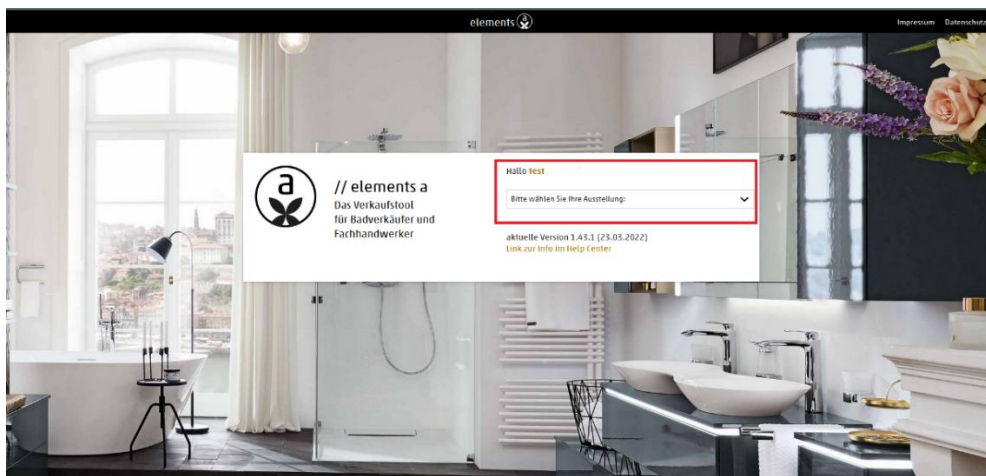 elements
Impressum Datenschutz
a
// elements a
Das Verkaufstool
für Badverkäufer und
Fachhandwerker
Hallo Test
Bitte wählen Sie Ihre Ausstellung:
aktuelle Version 1.43.1 (23.03.2022)
Link zur Info im Help Center